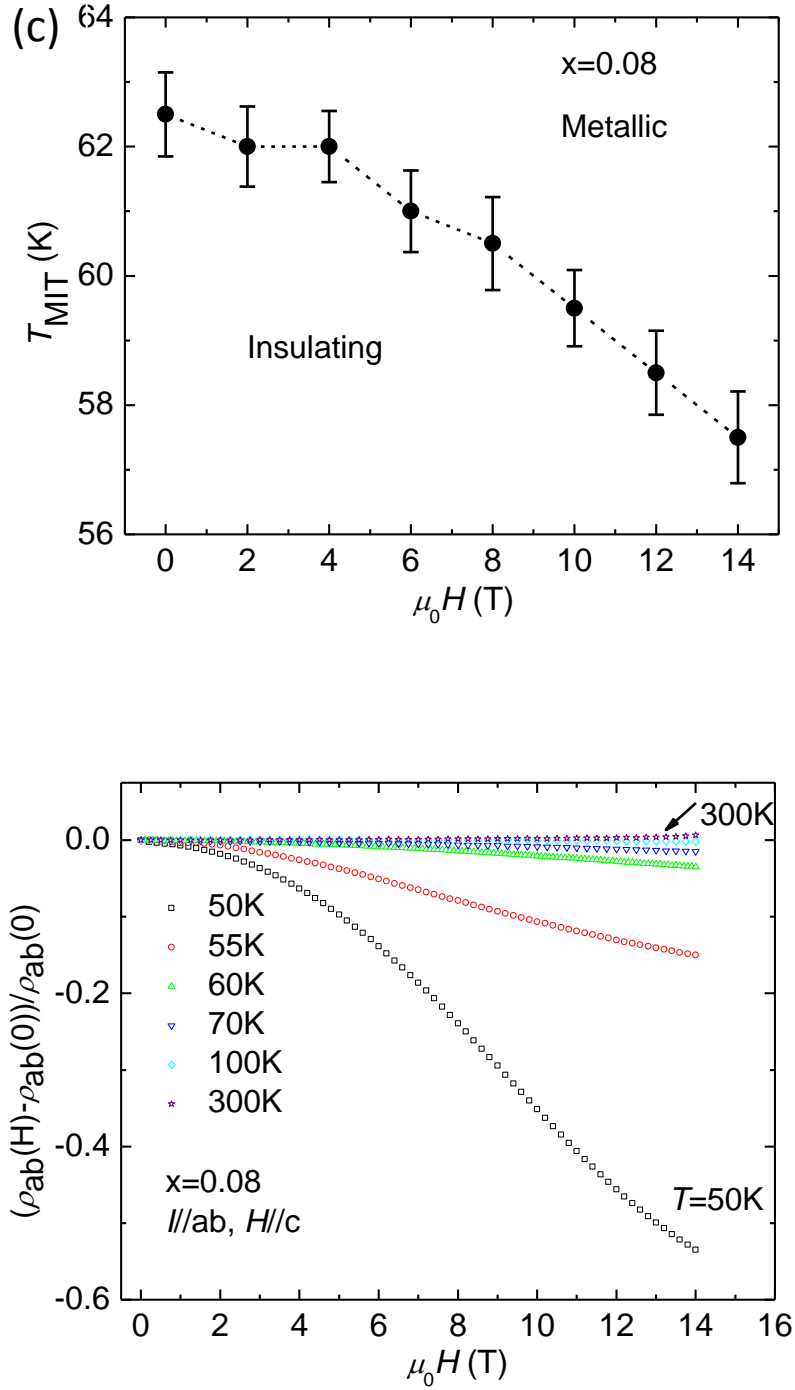 (c)
64
62
60
58
56
T_MIT (K)
x=0.08
Metallic
Insulating
0 2 4 6 8 10 12 14
μ₀H (T)
0.0
-0.2
-0.4
-0.6
(ρab(H)-ρab(0))/ρab(0)
300K
50K
55K
60K
70K
100K
300K
x=0.08
I//ab, H//c
T=50K
0 2 4 6 8 10 12 14 16
μ₀H (T)